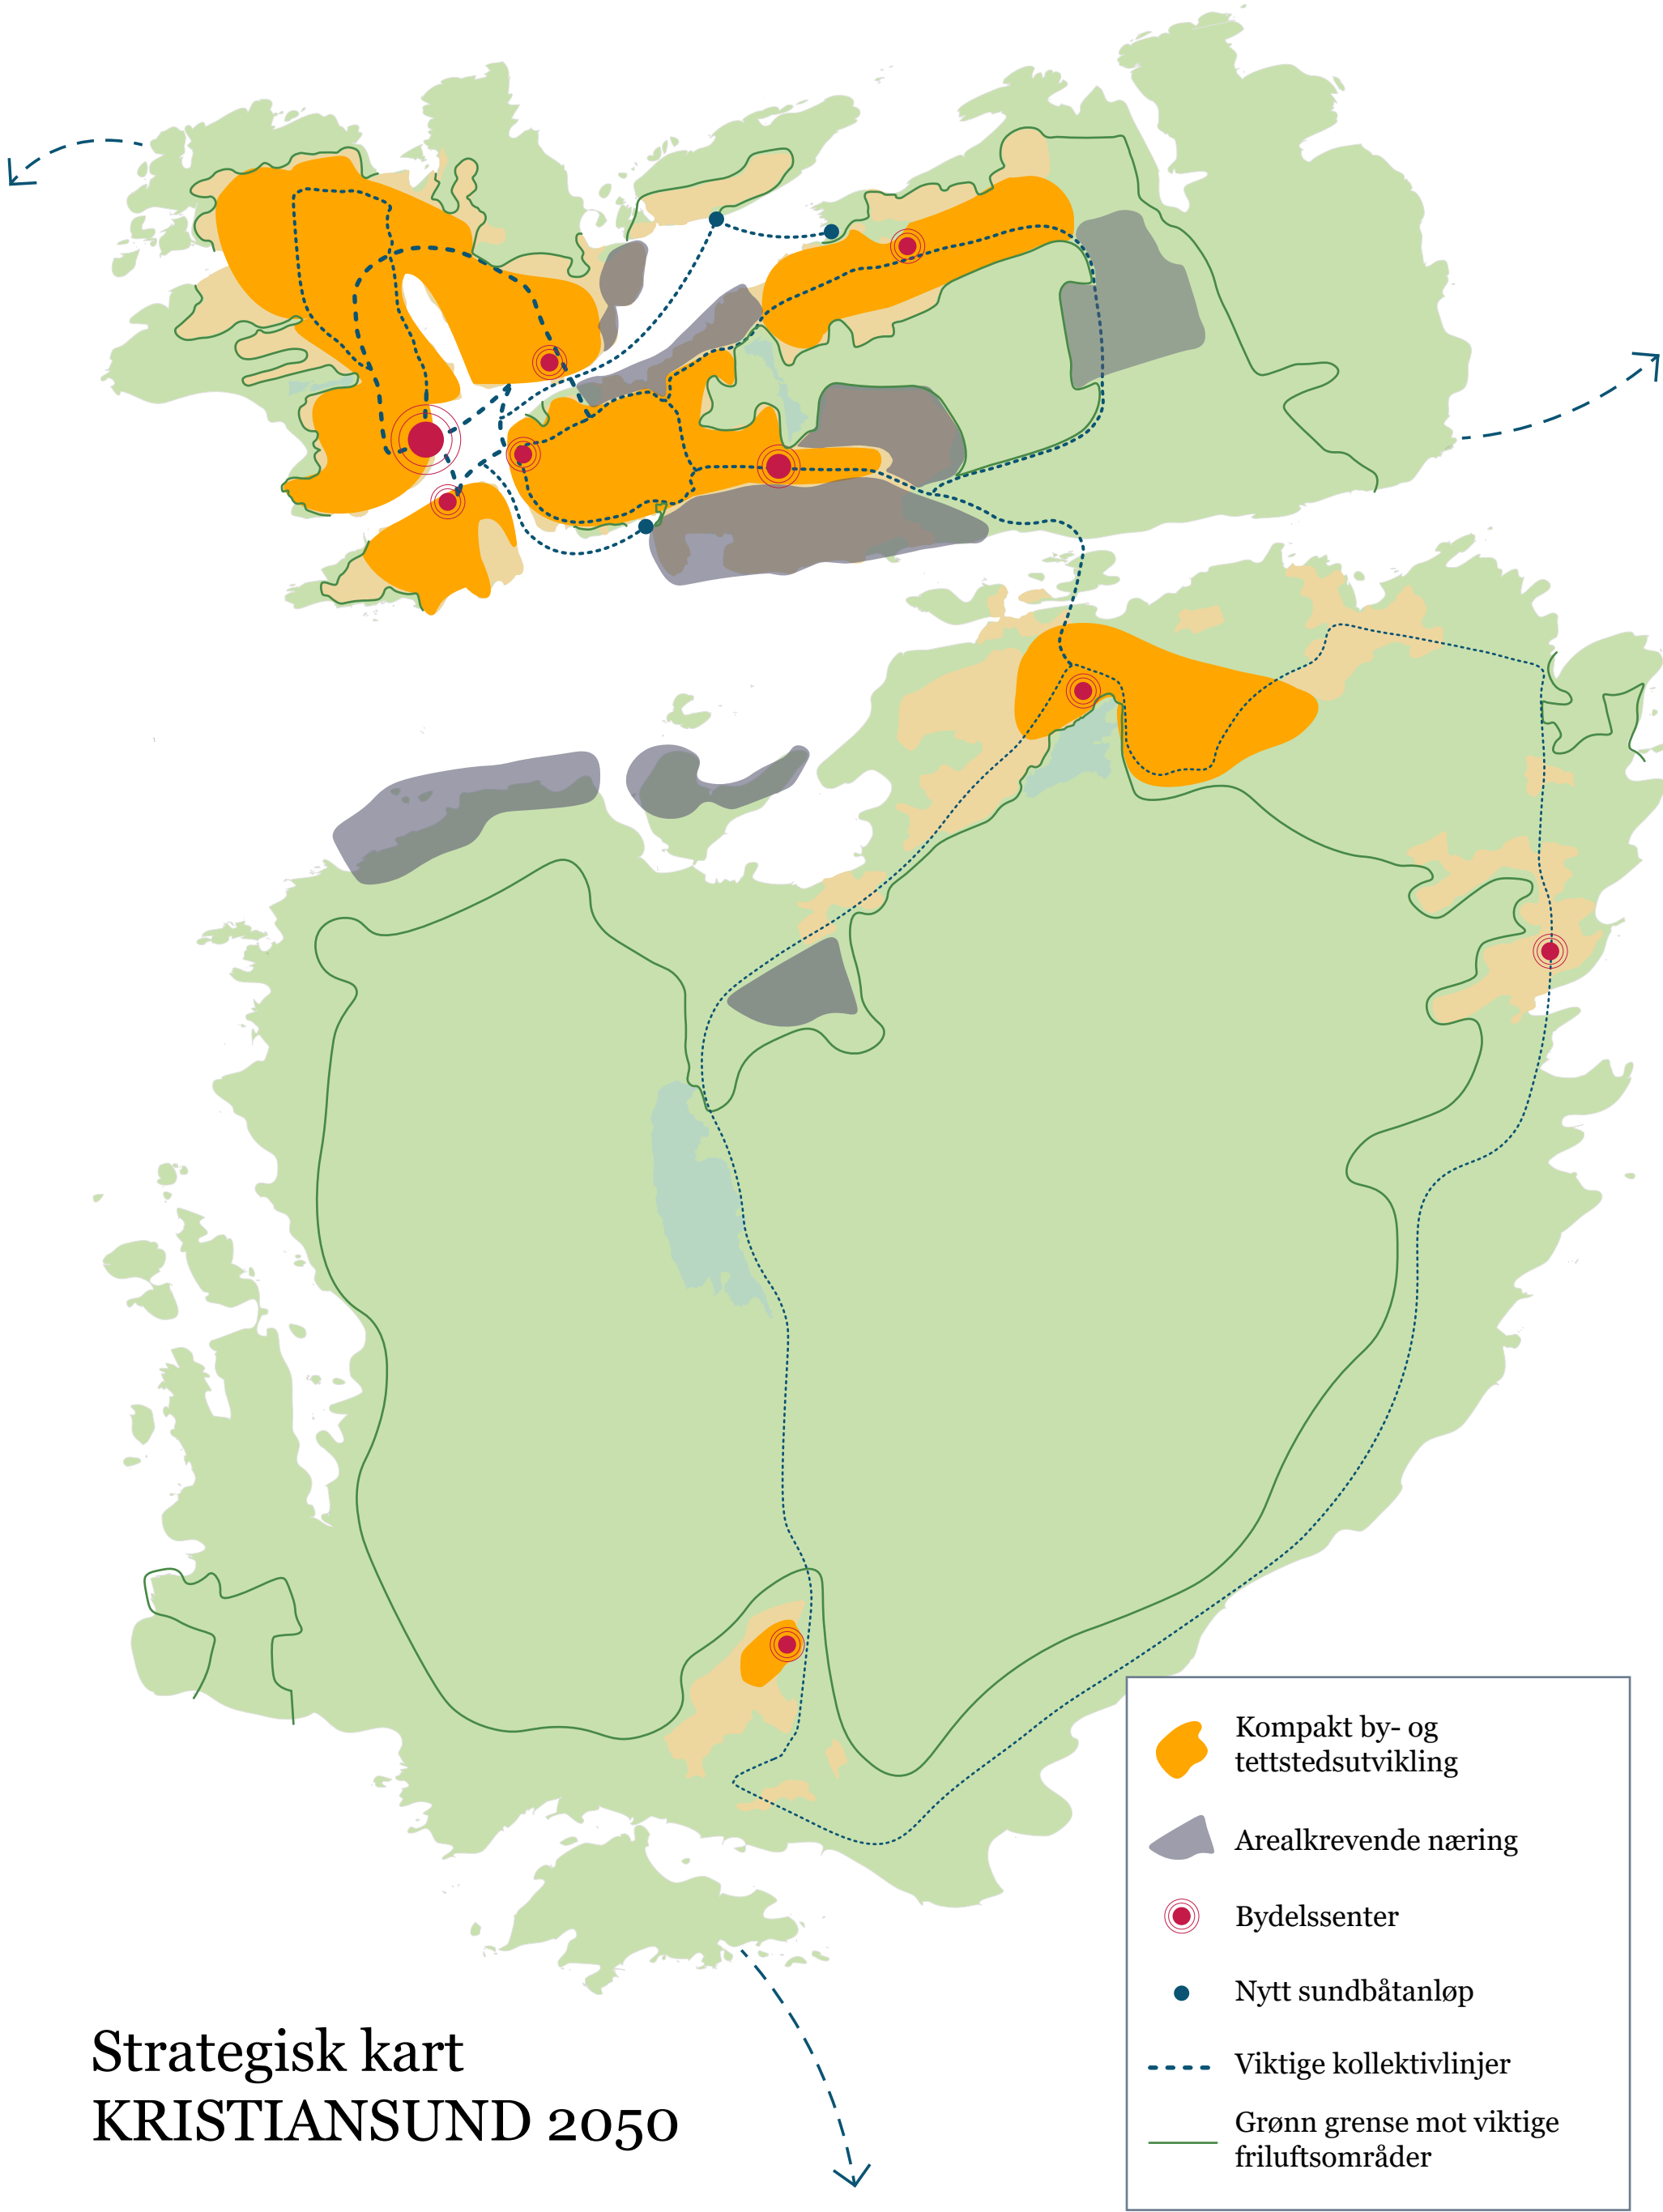 Kompakt by- og
tettstedsutvikling
Arealkrevende næring
Bydelssenter
Nytt sundbåtanløp
Viktige kollektivlinjer
Grønn grense mot viktige
friluftsområder
Strategisk kart
KRISTIANSUND 2050